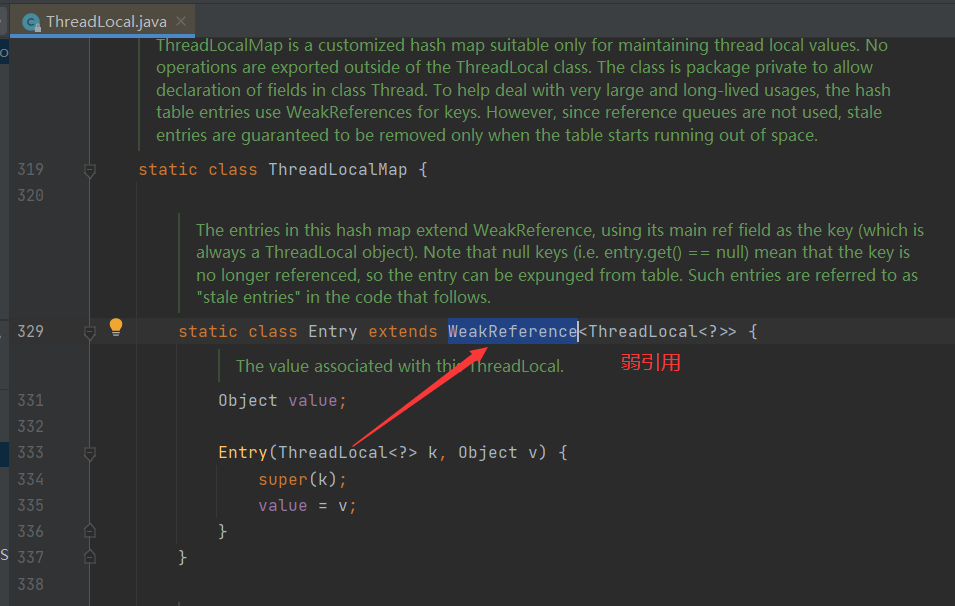 ThreadLocal.java
ThreadLocalMap is a customized hash map suitable only for maintaining thread local values. No
operations are exported outside of the ThreadLocal class. The class is package private to allow
declaration of fields in class Thread. To help deal with very large and long-lived usages, the hash
table entries use WeakReferences for keys. However, since reference queues are not used, stale
entries are guaranteed to be removed only when the table starts running out of space.
319 static class ThreadLocalMap {
320
The entries in this hash map extend WeakReference, using its main ref field as the key (which is
always a ThreadLocal object). Note that null keys (i.e. entry.get() == null) mean that the key is
no longer referenced, so the entry can be expunged from table. Such entries are referred to as
"stale entries" in the code that follows.
329 static class Entry extends WeakReference<ThreadLocal<?>> {
The value associated with this ThreadLocal.
弱引用
331 Object value;
332
333 Entry(ThreadLocal<?> k, Object v) {
334 super(k);
335 value = v;
336 }
337 }
338